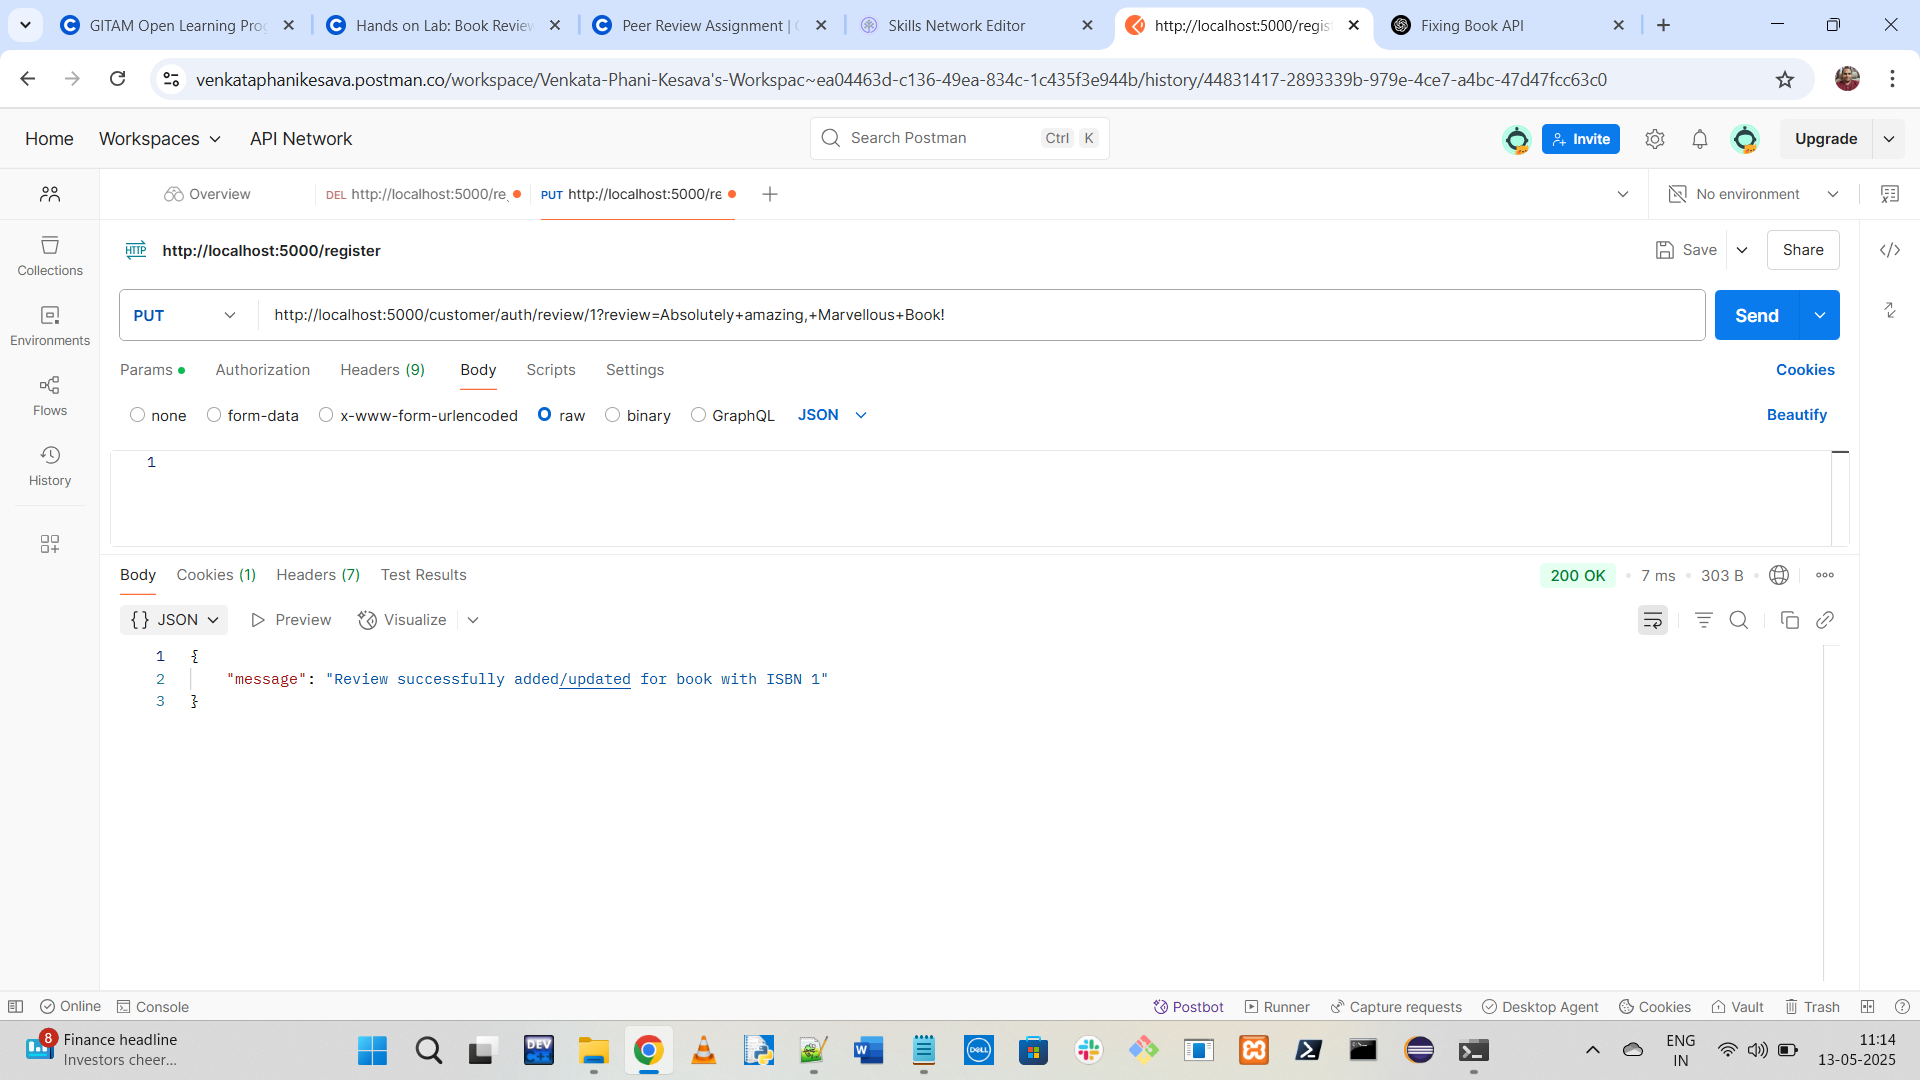 GITAM Open Learning Prog
Hands on Lab: Book Review
Peer Review Assignment | C
Skills Network Editor
http://localhost:5000/regist
Fixing Book API
venkataphanikesava.postman.co/workspace/Venkata-Phani-Kesava's-Workspac~ea04463d-c136-49ea-834c-1c435f3e944b/history/44831417-2893339b-979e-4ce7-a4bc-47d47fcc63c0
Home Workspaces API Network Search Postman Ctrl K Invite Upgrade
Overview DEL http://localhost:5000/re PUT http://localhost:5000/re No environment
HTTP http://localhost:5000/register Save Share
Collections
Environments
Flows
History
PUT http://localhost:5000/customer/auth/review/1?review=Absolutely+amazing,+Marvellous+Book! Send
Params Authorization Headers (9) Body Scripts Settings Cookies
none form-data x-www-form-urlencoded raw binary GraphQL JSON Beautify
1
Body Cookies (1) Headers (7) Test Results 200 OK 7 ms 303 B
{} JSON Preview Visualize
1 {
2 "message": "Review successfully added/updated for book with ISBN 1"
3 }
Online Console Postbot Runner Capture requests Desktop Agent Cookies Vault Trash
8 Finance headline
Investors cheer...
DEV C++
DELL
ENG
IN
11:14
13-05-2025